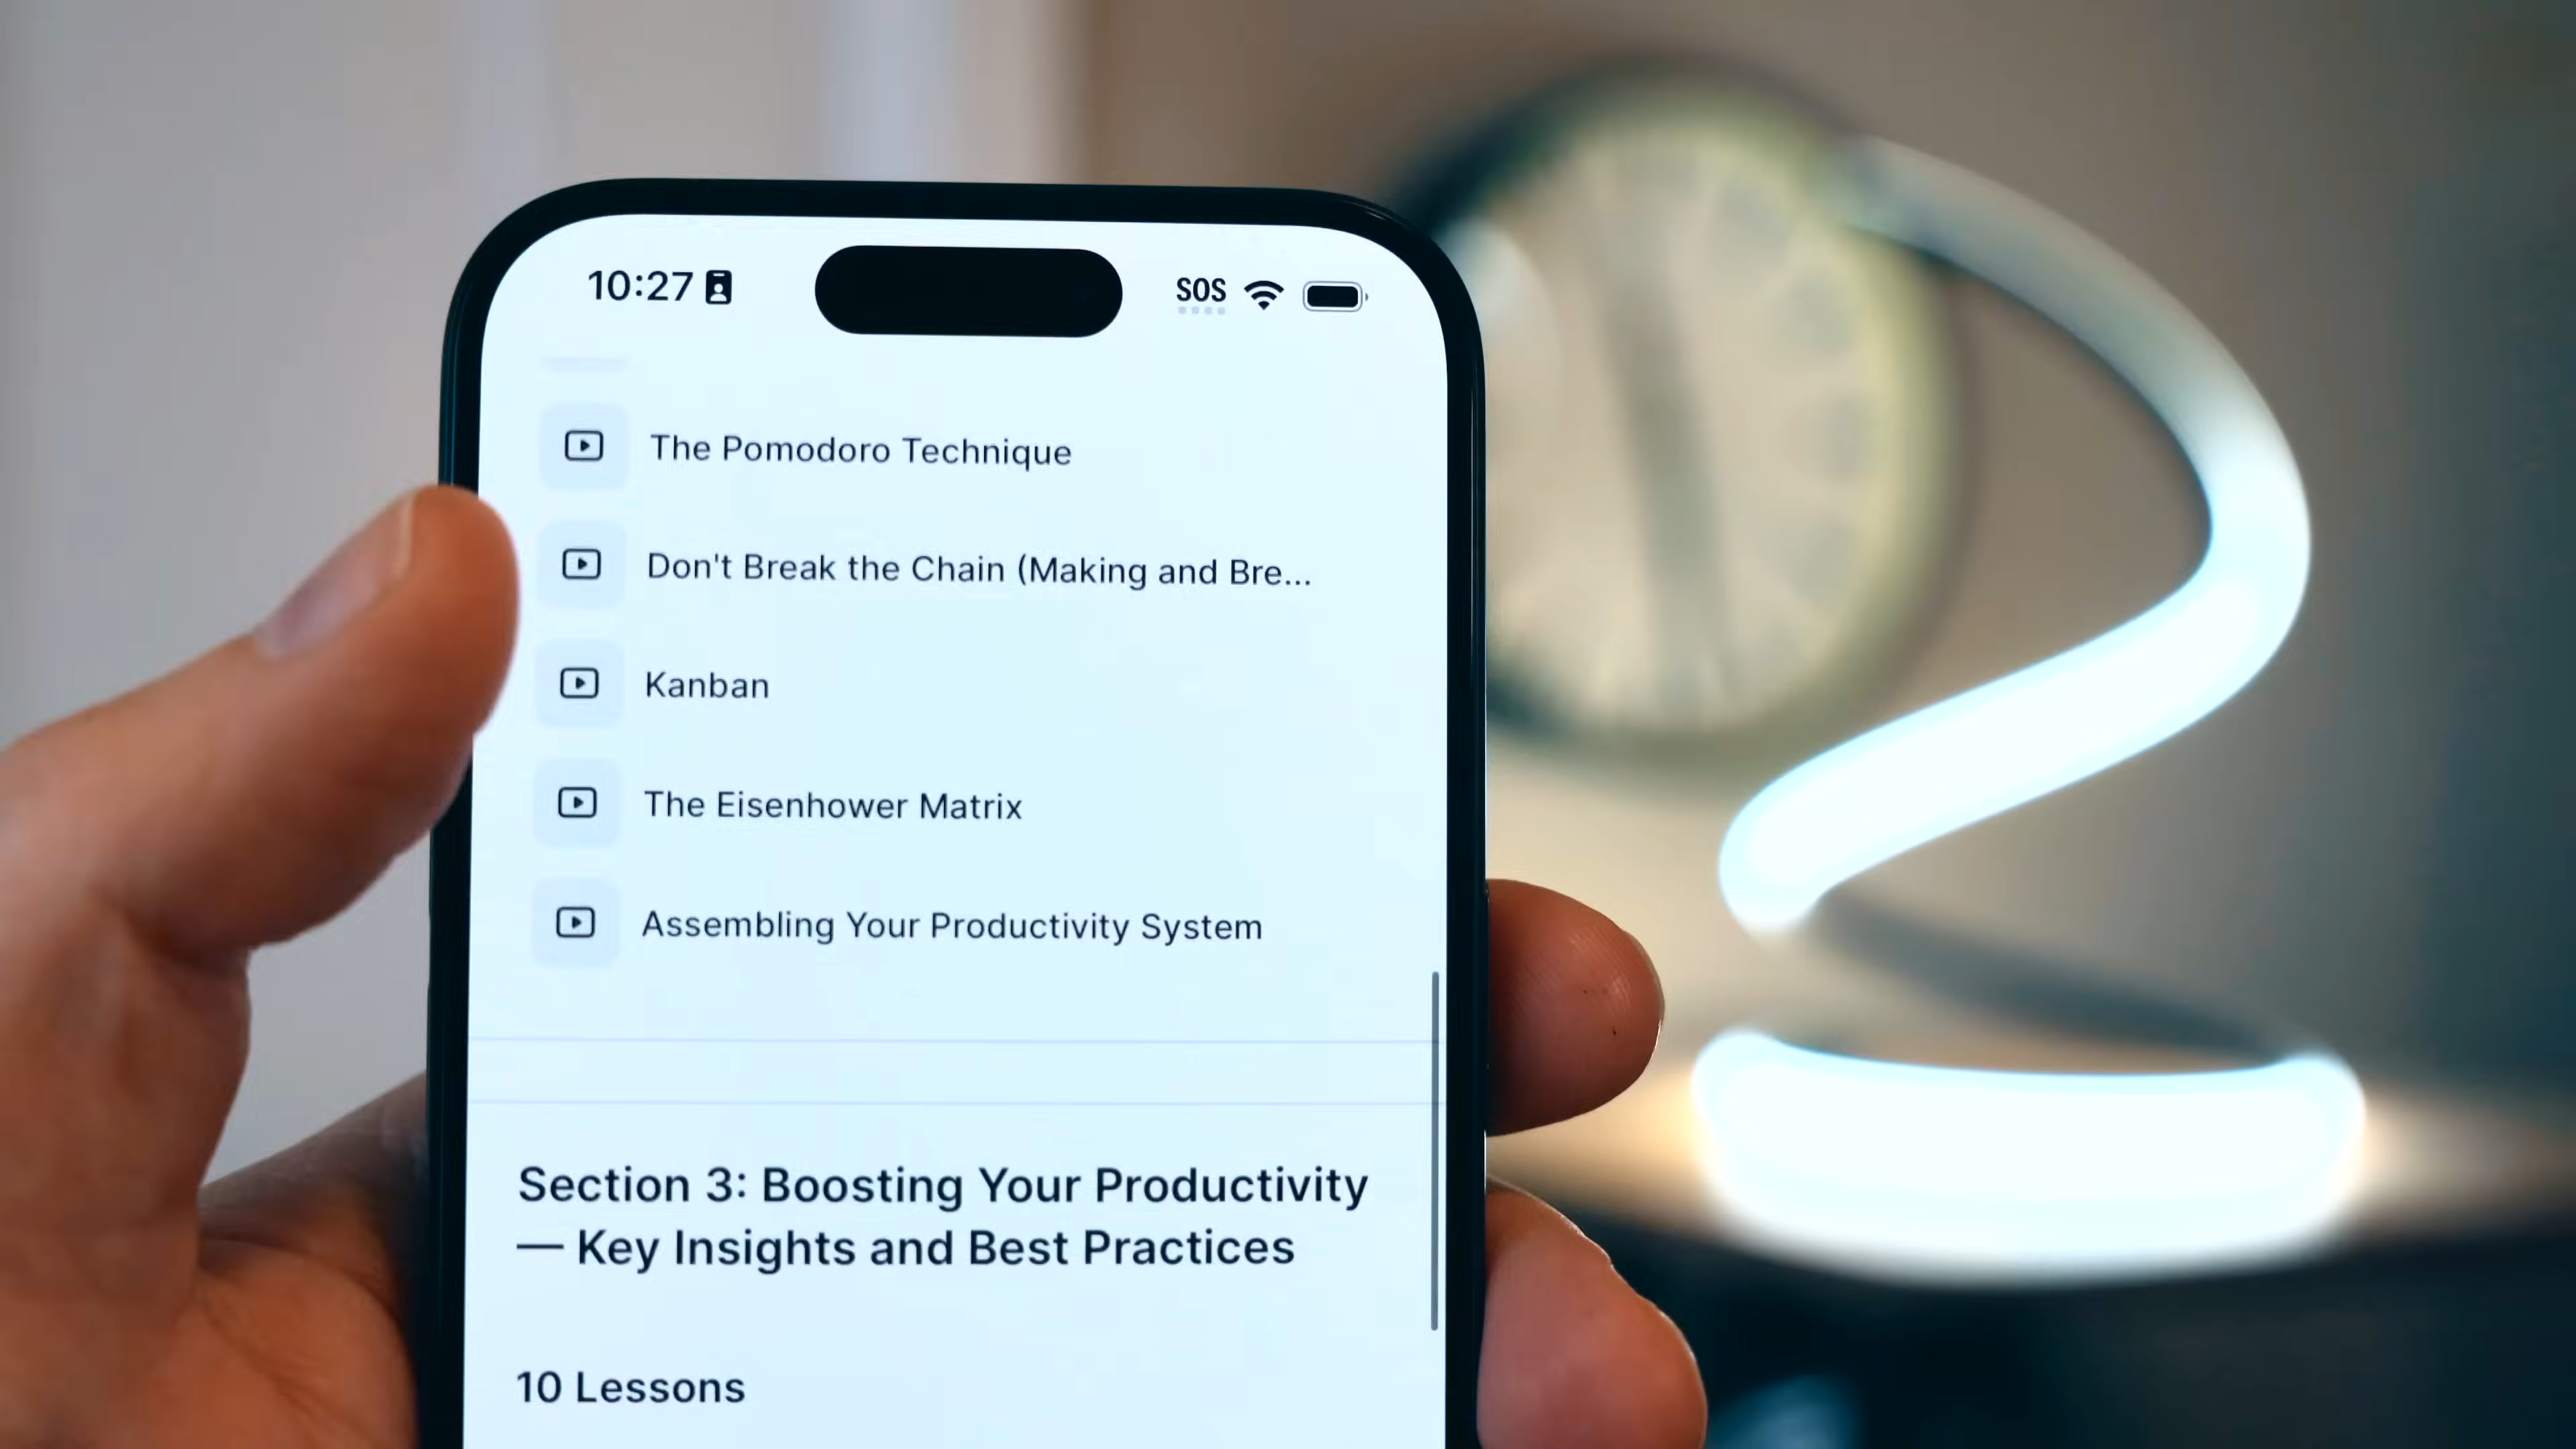 10:27
SOS
The Pomodoro Technique
Don't Break the Chain (Making and Bre...
Kanban
The Eisenhower Matrix
Assembling Your Productivity System
Section 3: Boosting Your Productivity
— Key Insights and Best Practices
10 Lessons